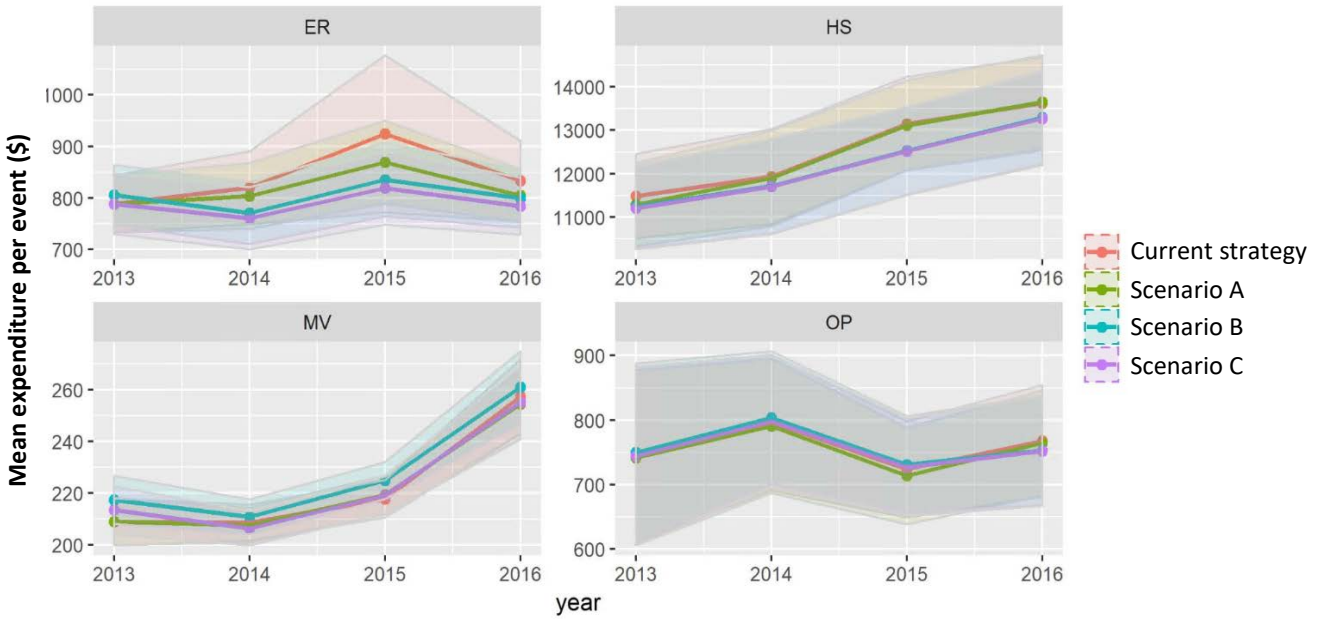 Mean expenditure per event ($)
ER
1000
900
800
700
2013 2014 2015 2016
HS
14000
13000
12000
11000
2013 2014 2015 2016
MV
260
240
220
200
2013 2014 2015 2016
OP
900
800
700
600
2013 2014 2015 2016
year
Current strategy
Scenario A
Scenario B
Scenario C